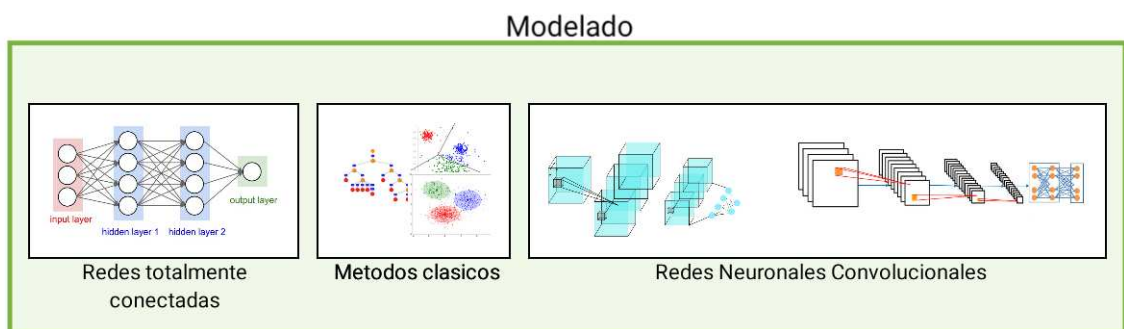 Modelado
input layer
hidden layer 1
hidden layer 2
output layer
Redes totalmente
conectadas
Metodos clasicos
Redes Neuronales Convolucionales